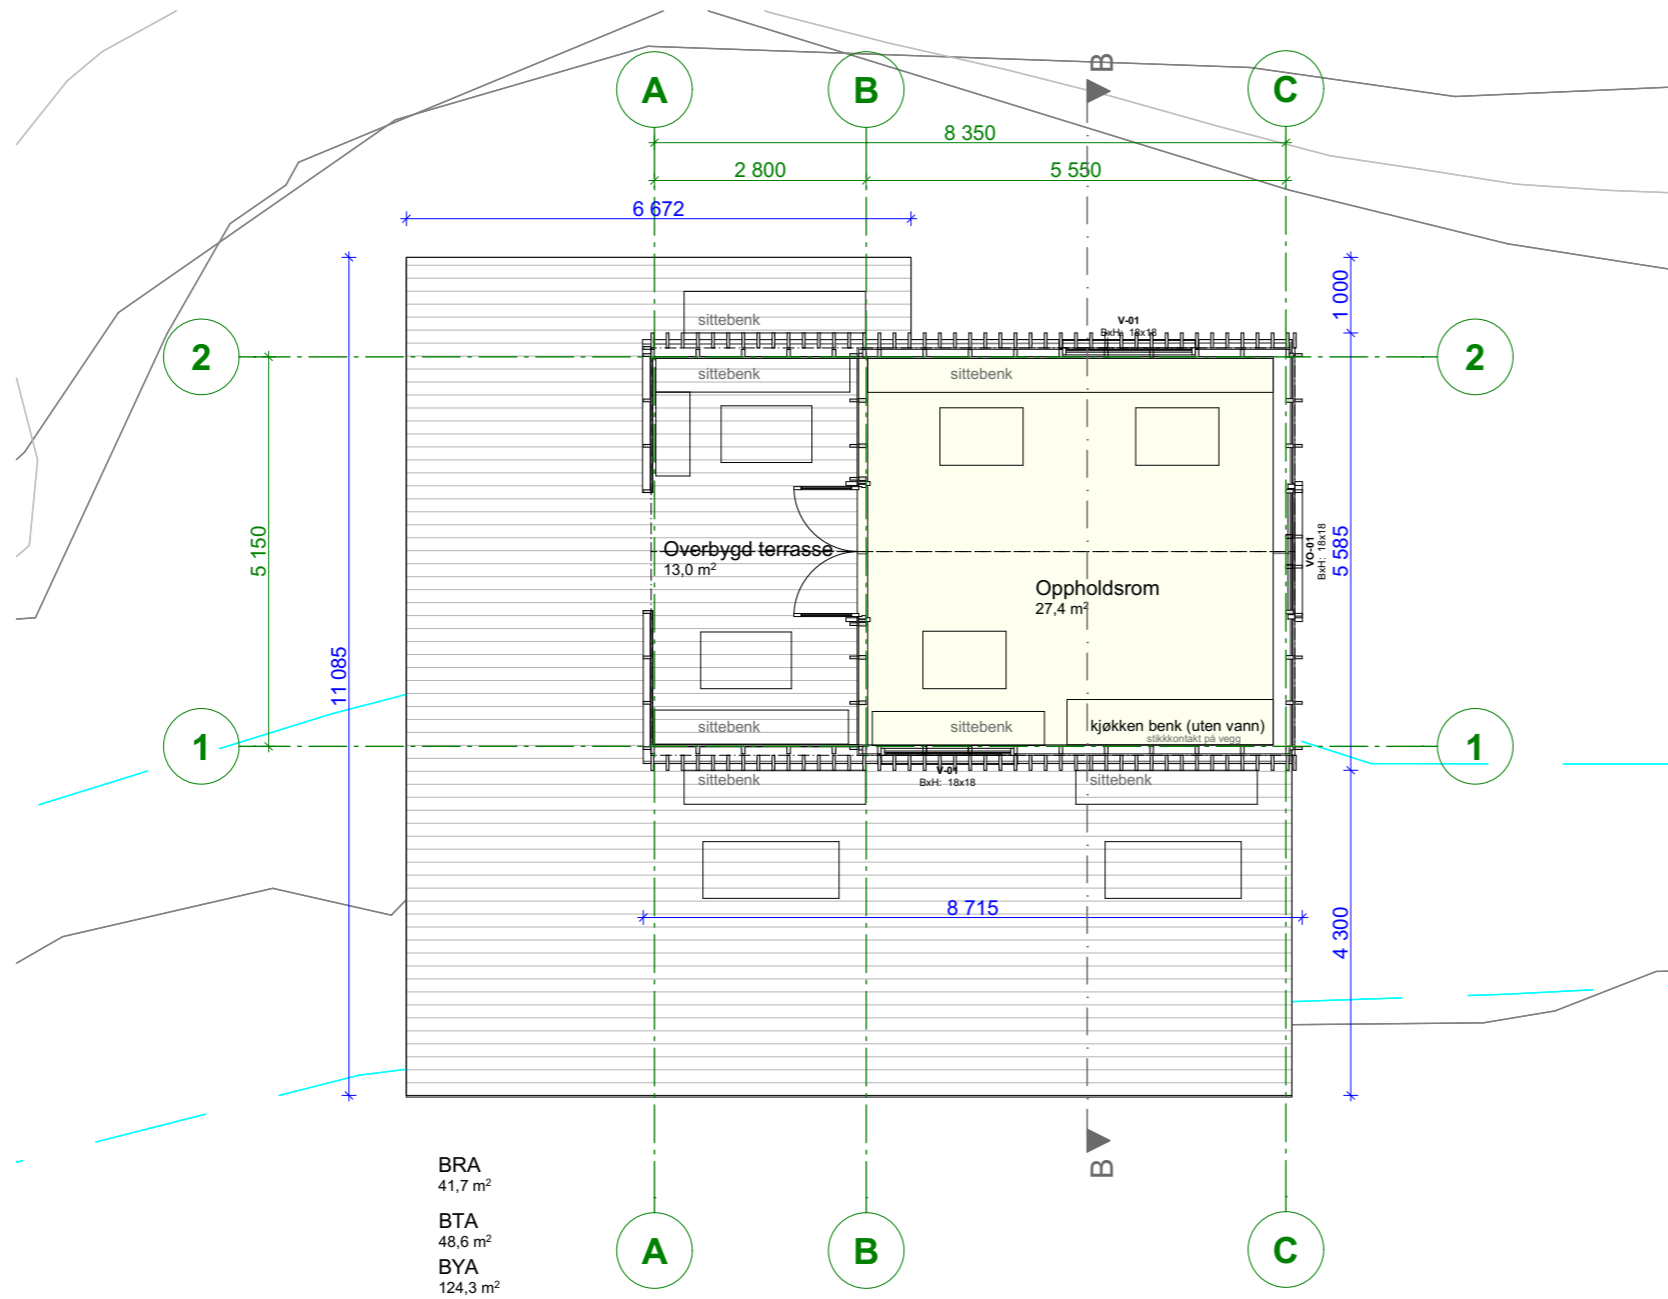 B
A
B
C
8 350
2 800
5 550
6 672
1 000
sittebenk
V-01
BxH: 18x18
2
2
sittebenk
sittebenk
5 150
11 085
Overbygd terrasse
13,0 m²
Oppholdsrom
27,4 m²
VO-01
BxH: 18x18
5 585
1
1
sittebenk
sittebenk
kjøkken benk (uten vann)
stikkkontakt på vegg
sittebenk
V-01
BxH: 18x18
sittebenk
8 715
4 300
B
BRA
41,7 m²
BTA
48,6 m²
BYA
124,3 m²
A
B
C